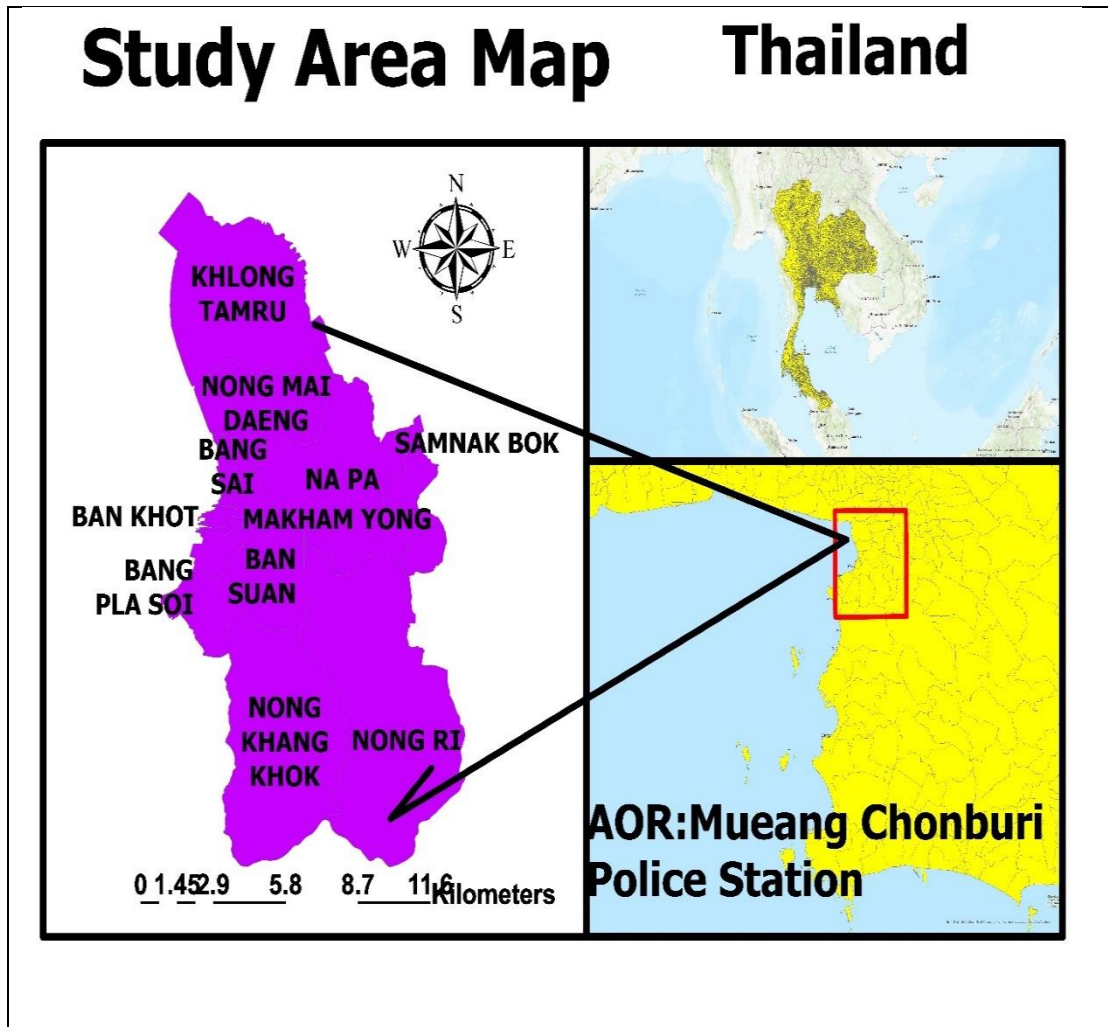 Study Area Map
Thailand
N
W
E
S
KHLONG
TAMRU
NONG MAI
DAENG
BANG
SAI
SAMNAK BOK
NA PA
BAN KHOT
MAKHAM YONG
BANG
PLA SOI
BAN
SUAN
NONG
KHANG
KHOK
NONG RI
0 1.452.9 5.8 8.7 11.6 Kilometers
AOR:Mueang Chonburi
Police Station